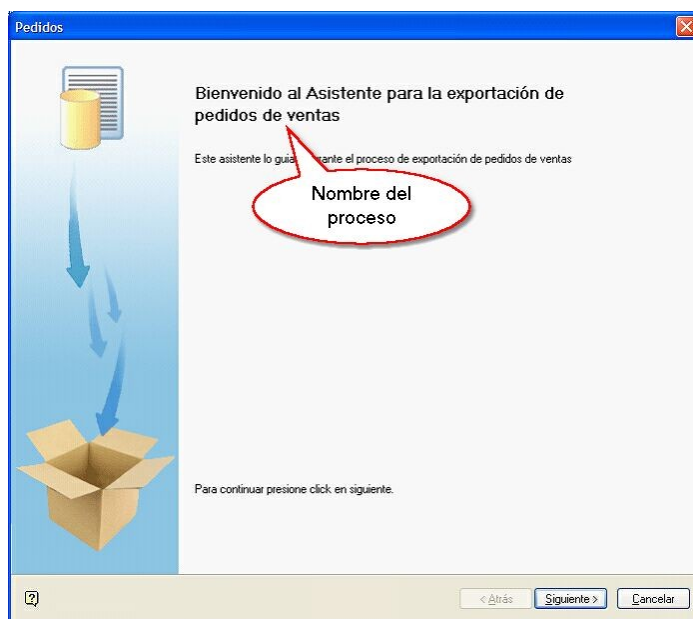 Pedidos
Bienvenido al Asistente para la exportación de
pedidos de ventas
Este asistente lo guia rante el proceso de exportación de pedidos de ventas
Nombre del
proceso
Para continuar presione click en siguiente.
< Atrás
Siguiente >
Cancelar